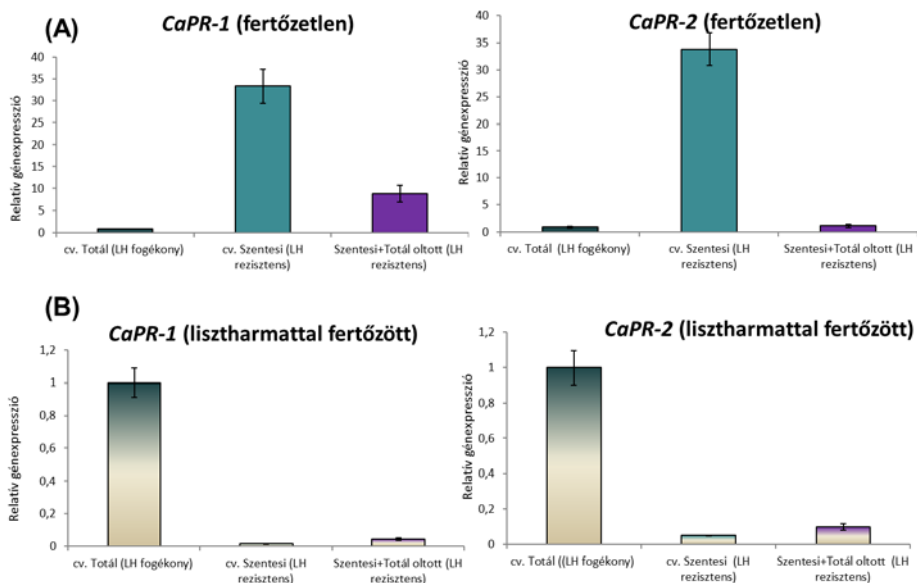 (A)
CaPR-1 (fertőzetlen)
Relatív génexpresszió
40
35
30
25
20
15
10
5
0
cv. Totál (LH fogékony)
cv. Szentesi (LH
rezisztens)
Szentesi+Totál oltott (LH
rezisztens)
CaPR-2 (fertőzetlen)
Relatív génexpresszió
40
35
30
25
20
15
10
5
0
cv. Totál (LH fogékony)
cv. Szentesi (LH
rezisztens)
Szentesi+Totál oltott (LH
rezisztens)
(B)
CaPR-1 (lisztharmattal fertőzött)
Relatív génexpresszió
1,2
1
0,8
0,6
0,4
0,2
0
cv. Totál (LH fogékony)
cv. Szentesi (LH
rezisztens)
Szentesi+Totál oltott (LH
rezisztens)
CaPR-2 (lisztharmattal fertőzött)
Relatív génexpresszió
1,2
1
0,8
0,6
0,4
0,2
0
cv. Totál ((LH fogékony)
cv. Szentesi (LH
rezisztens)
Szentesi+Totál oltott (LH
rezisztens)